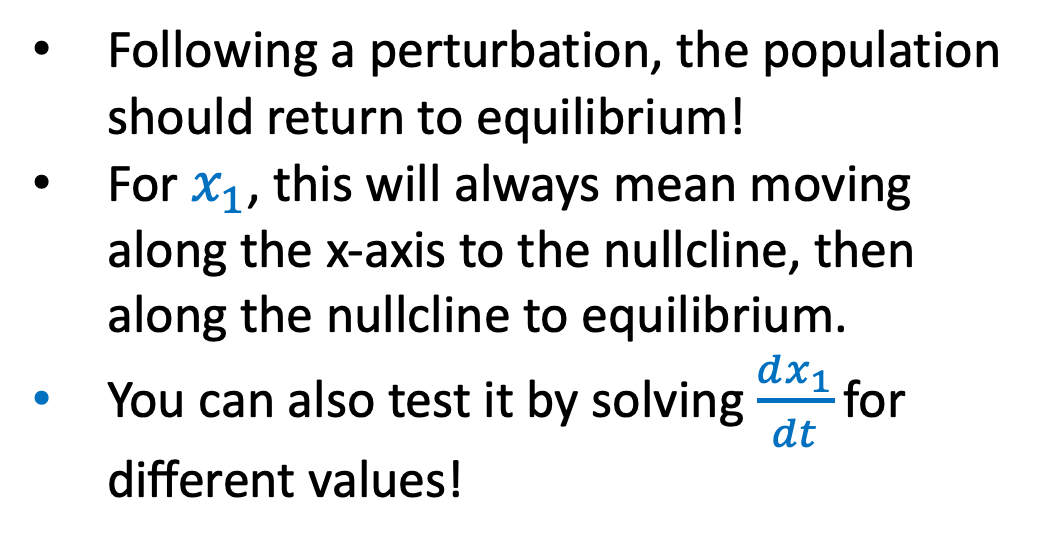 • Following a perturbation, the population
should return to equilibrium!
• For x₁, this will always mean moving
along the x-axis to the nullcline, then
along the nullcline to equilibrium.
• You can also test it by solving dx₁/dt for
different values!